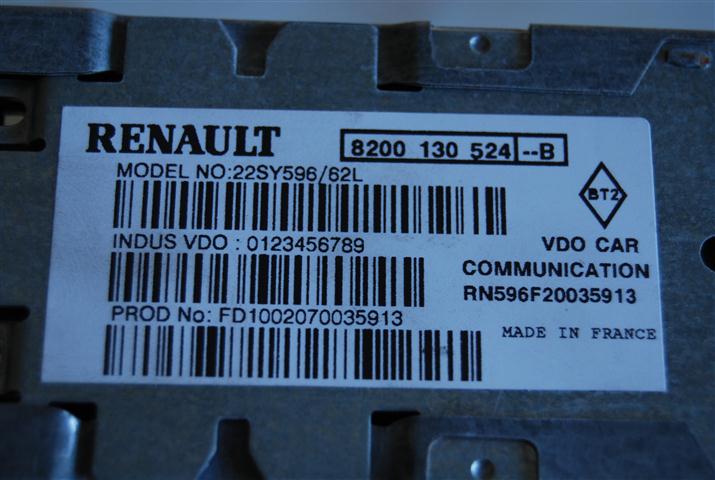 RENAULT
8200 130 524 --B
MODEL NO:22SY596/62L
BT2
INDUS VDO : 0123456789
VDO CAR
COMMUNICATION
RN596F20035913
PROD No: FD1002070035913
MADE IN FRANCE